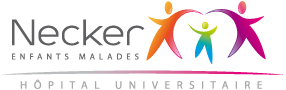 Necker
ENFANTS MALADES
HÔPITAL UNIVERSITAIRE